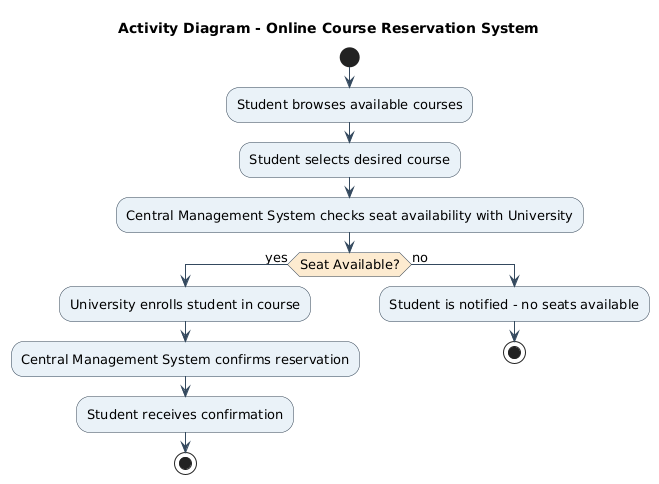 Activity Diagram - Online Course Reservation System
Student browses available courses
Student selects desired course
Central Management System checks seat availability with University
yes
Seat Available?
no
University enrolls student in course
Student is notified - no seats available
Central Management System confirms reservation
Student receives confirmation